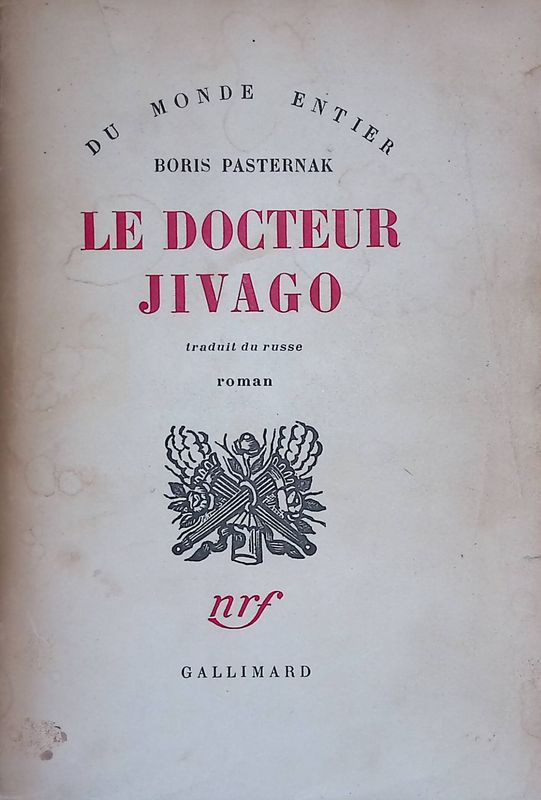 DU MONDE ENTIER
BORIS PASTERNAK
LE DOCTEUR
JIVAGO
traduit du russe
roman
nrf
GALLIMARD